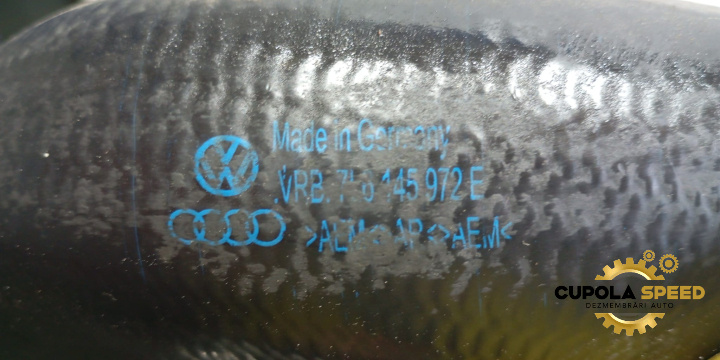 Made in Germany
.VRB. 145 972 E
>AEM<
CUPOLA SPEED
DEZMEMBRĂRI AUTO